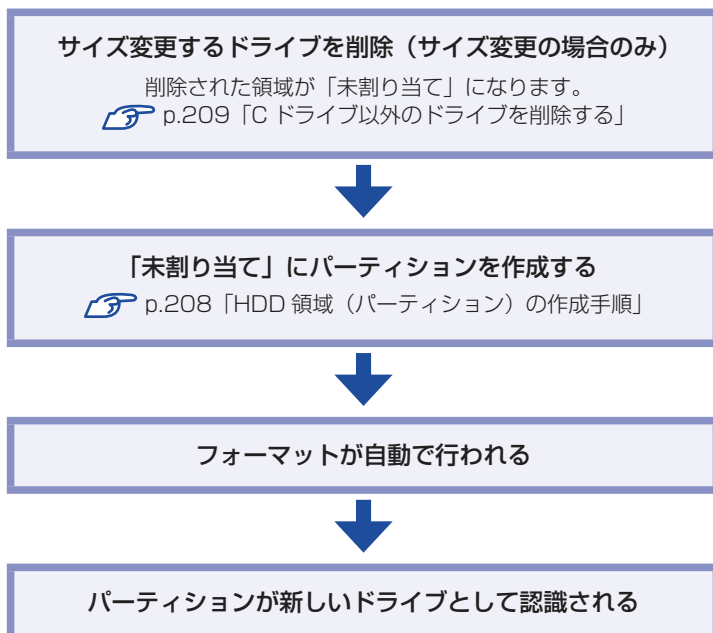 サイズ変更するドライブを削除（サイズ変更の場合のみ）
削除された領域が「未割り当て」になります。
p.209「C ドライブ以外のドライブを削除する」
「未割り当て」にパーティションを作成する
p.208「HDD 領域（パーティション）の作成手順」
フォーマットが自動で行われる
パーティションが新しいドライブとして認識される